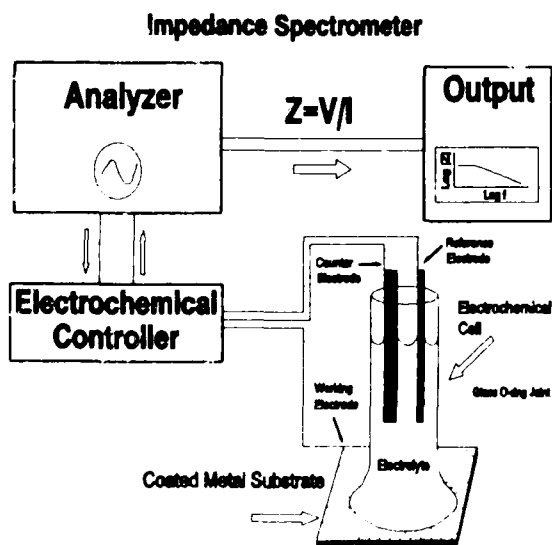 Impedance Spectrometer
Analyzer
Z=V/I
Output
Log |Z|
Log f
Electrochemical
Controller
Counter
Electrode
Reference
Electrode
Electrochemical
Cell
Glass O-ring Joint
Working
Electrode
Electrolyte
Coated Metal Substrate